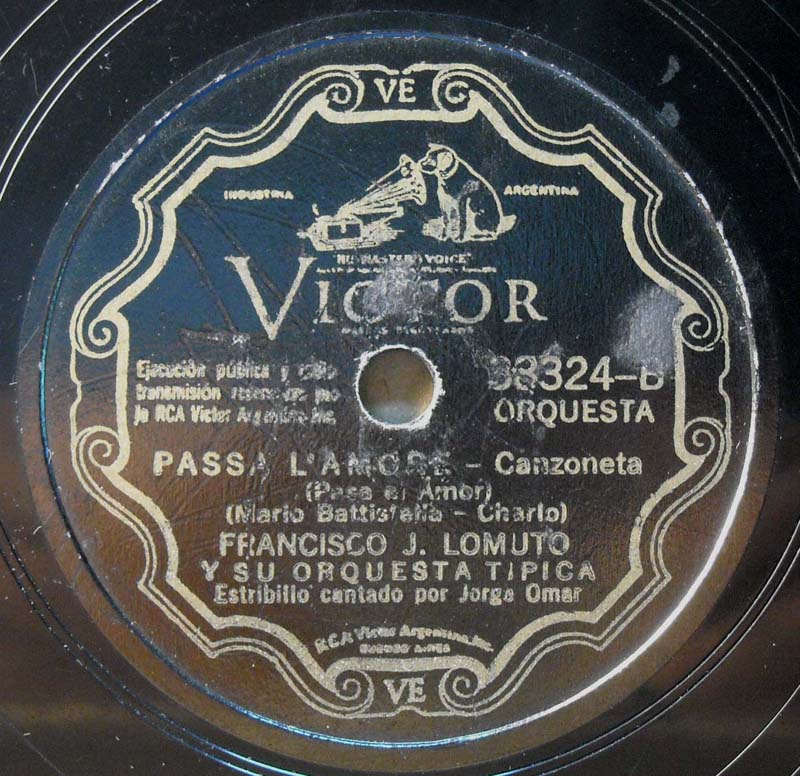 VE
INDUSTRIA ARGENTINA
"HIS MASTER'S VOICE"
VICTOR
Ejecución pública y radio
transmisión reservadas por
la RCA Victor Argentina Inc.
38324-B
ORQUESTA
PASSA L'AMORE - Canzoneta
(Pasa el Amor)
(Mario Battistella - Charlo)
FRANCISCO J. LOMUTO
Y SU ORQUESTA TIPICA
Estribillo cantado por Jorge Omar
R.C.A. Victor Argentina, Inc.
BUENOS AIRES
VE